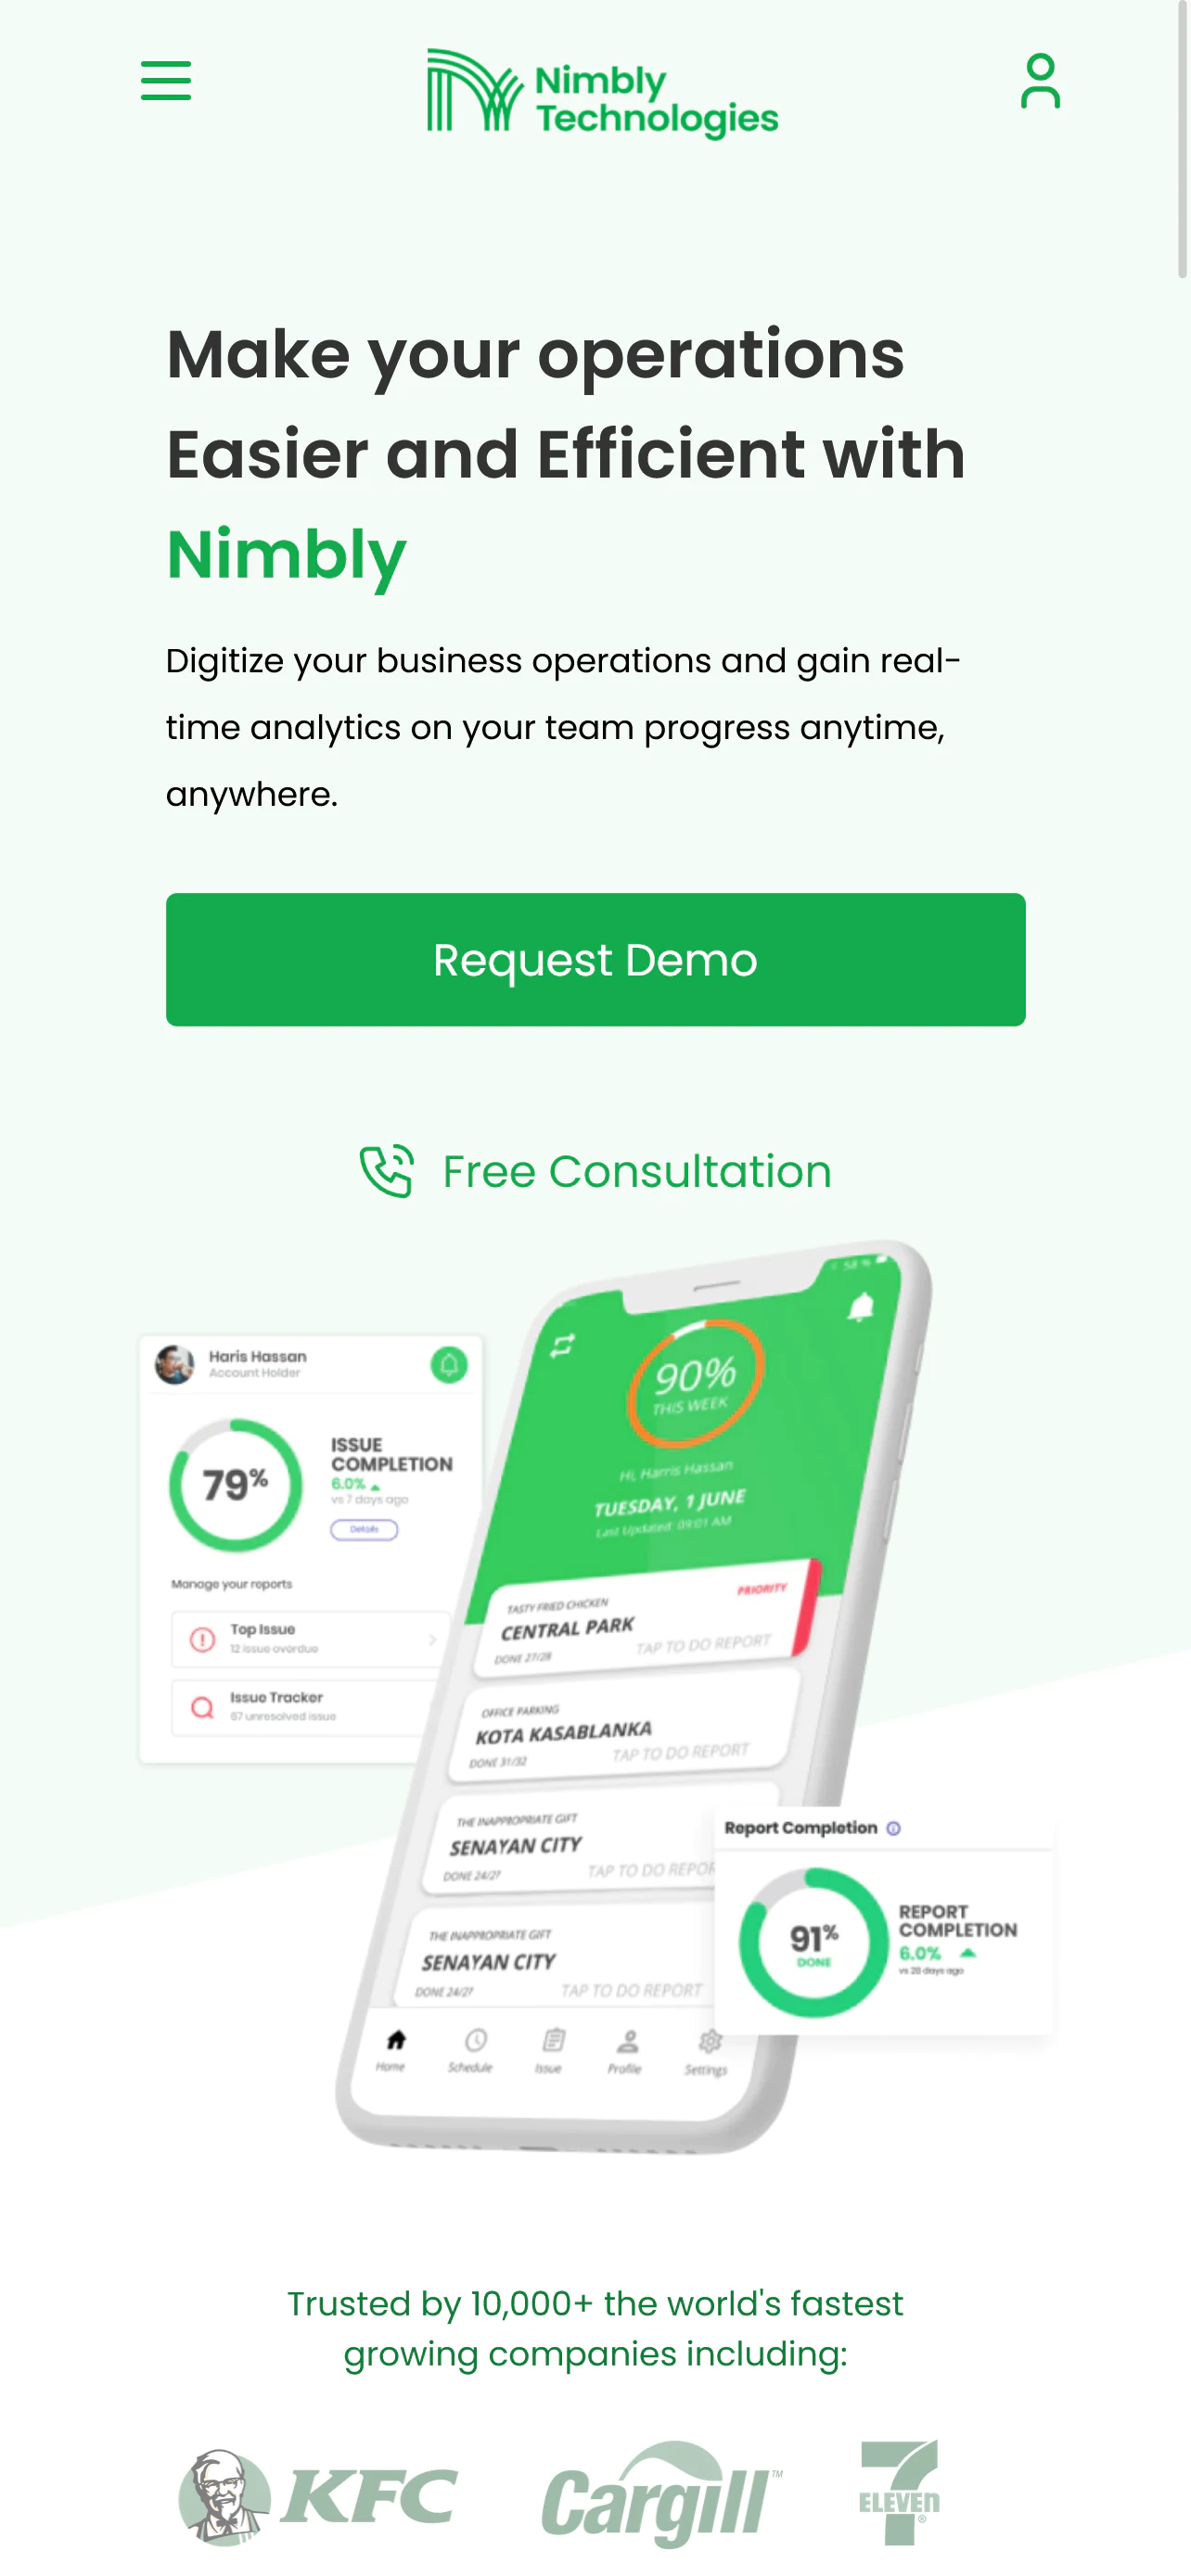 Nimbly
Technologies
Make your operations
Easier and Efficient with
Nimbly
Digitize your business operations and gain real-
time analytics on your team progress anytime,
anywhere.
Request Demo
Free Consultation
Haris Hassan
Account Holder
79%
ISSUE
COMPLETION
6.0%
vs 7 days ago
Details
Manage your reports
Top Issue
12 issue overdue
Issue Tracker
67 unresolved issue
58 %
90%
THIS WEEK
Hi, Harris Hassan
TUESDAY, 1 JUNE
Last Updated: 09:01 AM
PRIORITY
TASTY FRIED CHICKEN
CENTRAL PARK
DONE 27/28
TAP TO DO REPORT
OFFICE PARKING
KOTA KASABLANKA
DONE 31/32
TAP TO DO REPORT
THE INAPPROPRIATE GIFT
SENAYAN CITY
DONE 24/27
TAP TO DO REPOR
THE INAPPROPRIATE GIFT
SENAYAN CITY
DONE 24/27
TAP TO DO REPORT
Home
Schedule
Issue
Profile
Settings
Report Completion
91%
DONE
REPORT
COMPLETION
6.0%
vs 28 days ago
Trusted by 10,000+ the world's fastest
growing companies including:
KFC
Cargill™
7
ELEVEn
®